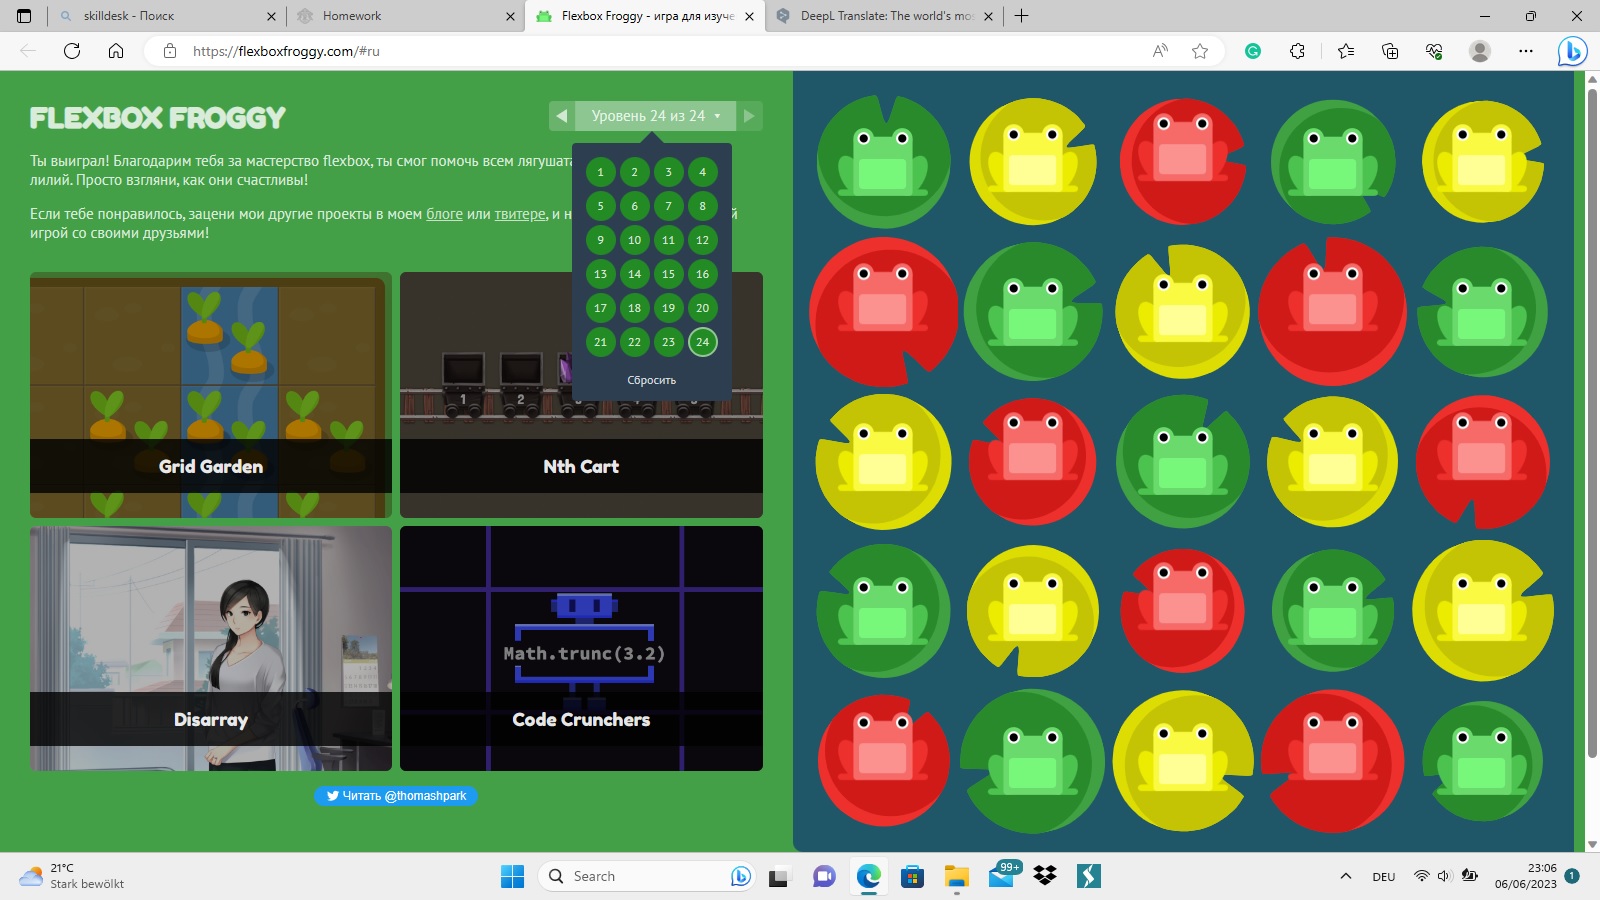 skilldesk - Поиск
Homework
Flexbox Froggy - игра для изуче
DeepL Translate: The world's mos
https://flexboxfroggy.com/#ru
FLEXBOX FROGGY
Уровень 24 из 24
Ты выиграл! Благодарим тебя за мастерство flexbox, ты смог помочь всем лягушата
лилий. Просто взгляни, как они счастливы!
Если тебе понравилось, зацени мои другие проекты в моем блоге или твитере, и н
й
игрой со своими друзьями!
1 2 3 4
5 6 7 8
9 10 11 12
13 14 15 16
17 18 19 20
21 22 23 24
Сбросить
1 2
Grid Garden
Nth Cart
Math.trunc(3.2)
Disarray
Code Crunchers
Читать @thomashpark
21°C
Stark bewölkt
Search
99+
DEU
23:06
06/06/2023
1